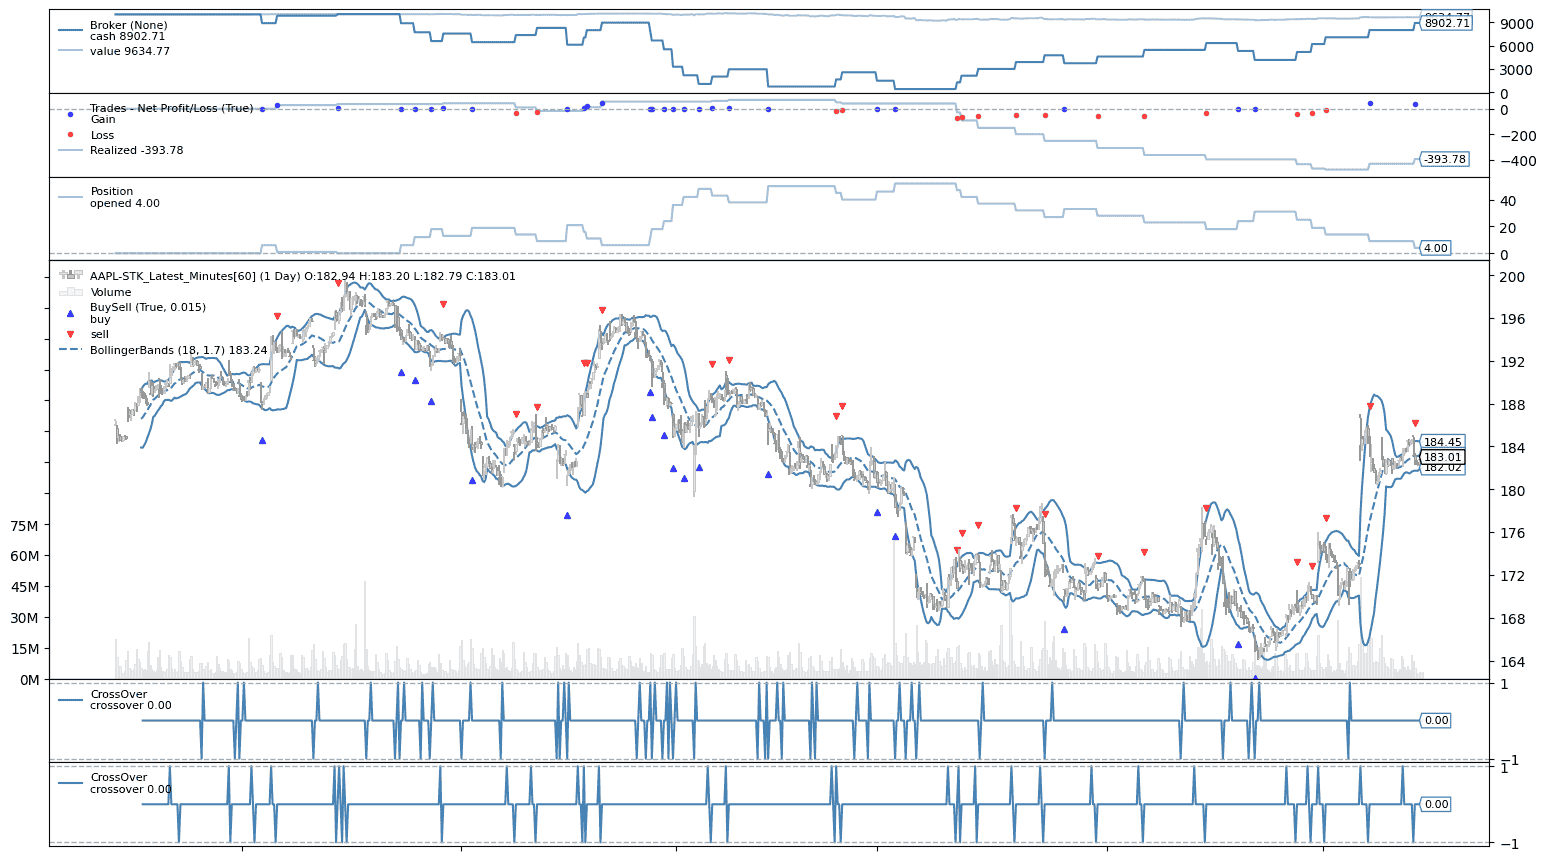 Broker (None)
cash 8902.71
value 9634.77
8902.71
9000
6000
3000
0
Trades - Net Profit/Loss (True)
Gain
Loss
Realized -393.78
0
−200
−400
-393.78
Position
opened 4.00
40
20
0
4.00
AAPL-STK_Latest_Minutes[60] (1 Day) O:182.94 H:183.20 L:182.79 C:183.01
Volume
BuySell (True, 0.015)
buy
sell
BollingerBands (18, 1.7) 183.24
200
196
192
188
184
180
176
172
168
164
184.45
183.01
182.02
75M
60M
45M
30M
15M
0M
CrossOver
crossover 0.00
1
0.00
−1
CrossOver
crossover 0.00
1
0.00
−1